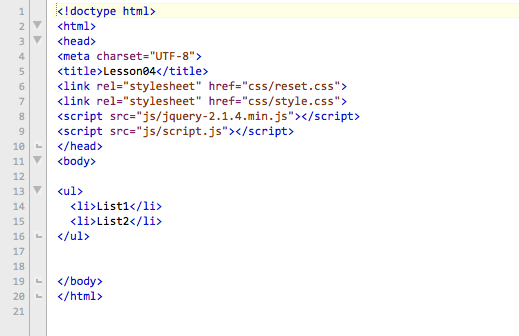 1 <!doctype html>
2 <html>
3 <head>
4 <meta charset="UTF-8">
5 <title>Lesson04</title>
6 <link rel="stylesheet" href="css/reset.css">
7 <link rel="stylesheet" href="css/style.css">
8 <script src="js/jquery-2.1.4.min.js"></script>
9 <script src="js/script.js"></script>
10 </head>
11 <body>
12
13 <ul>
14   <li>List1</li>
15   <li>List2</li>
16 </ul>
17
18
19 </body>
20 </html>
21